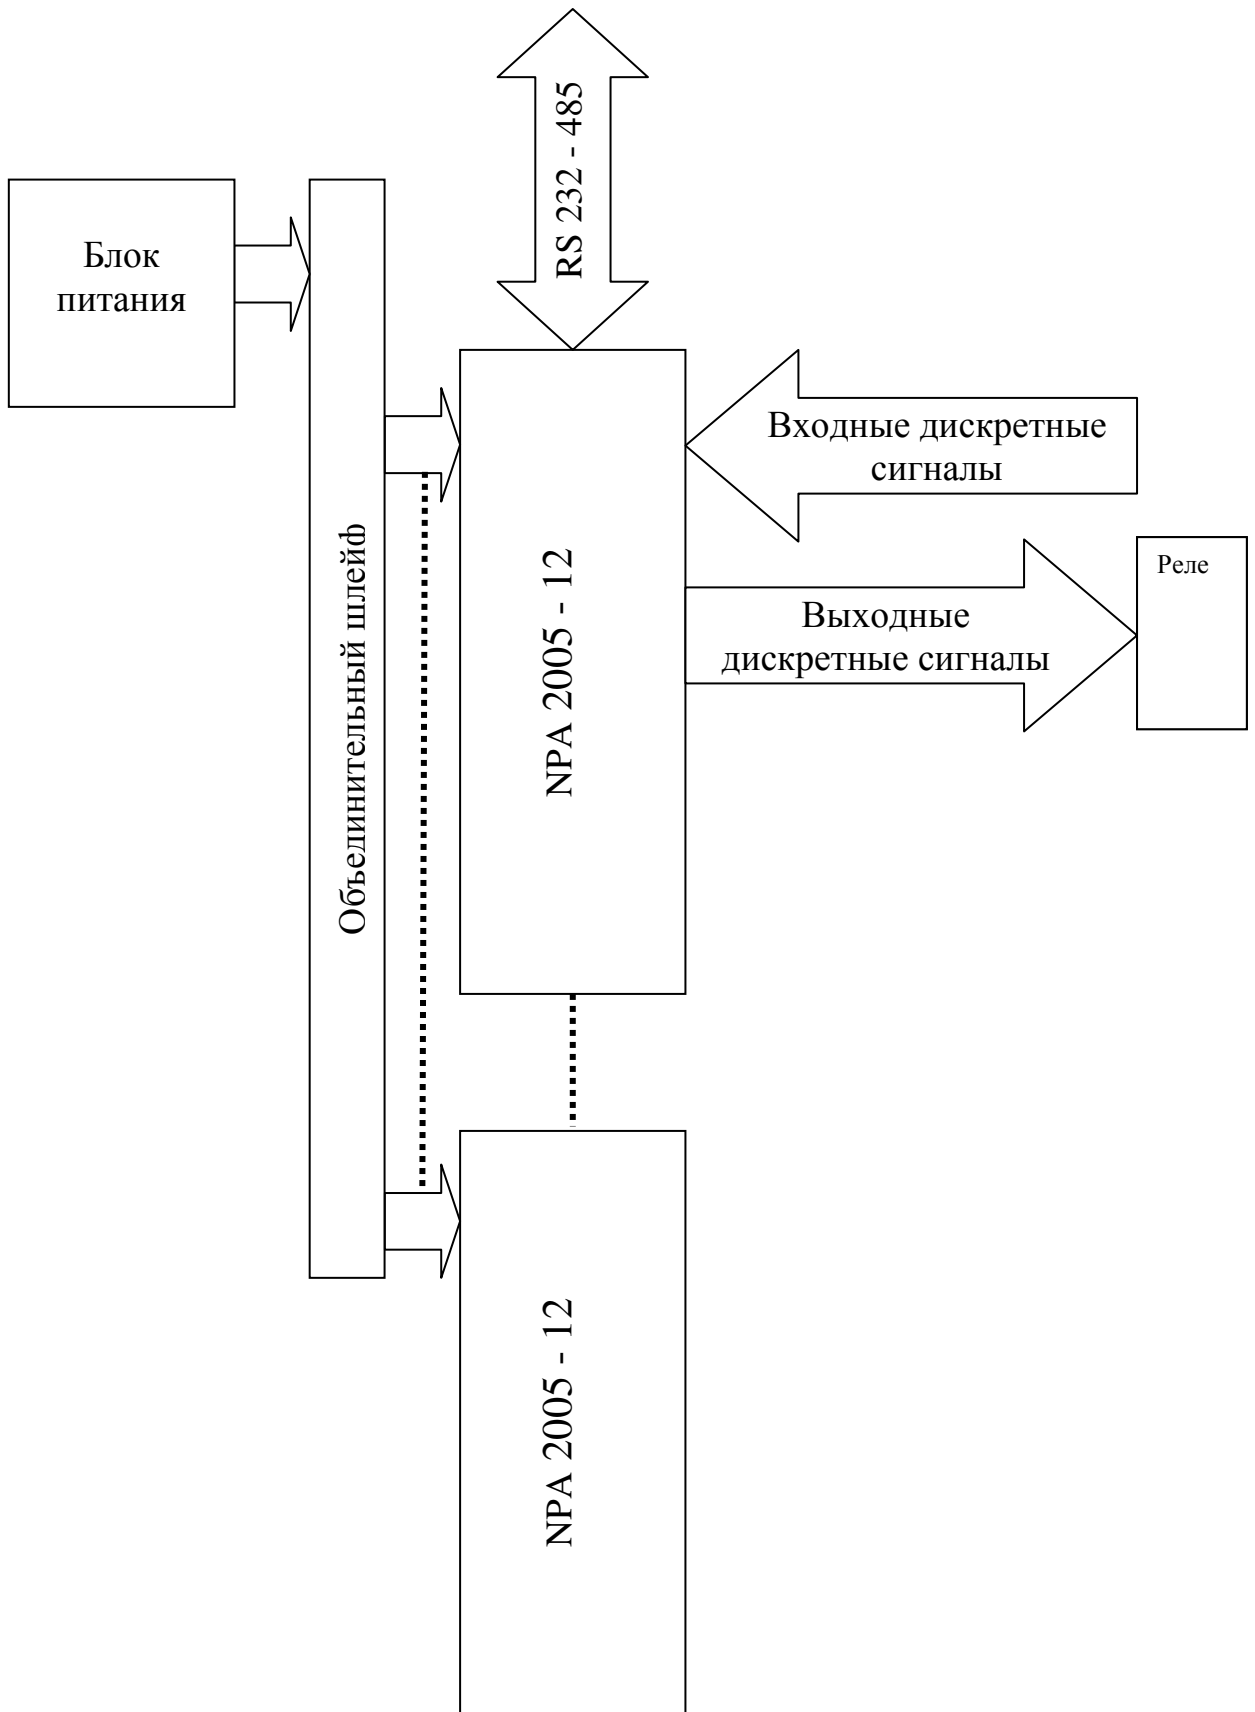 RS 232 - 485
Блок
питания
Входные дискретные
сигналы
Реле
Объединительный шлейф
NPA 2005 - 12
Выходные
дискретные сигналы
NPA 2005 - 12